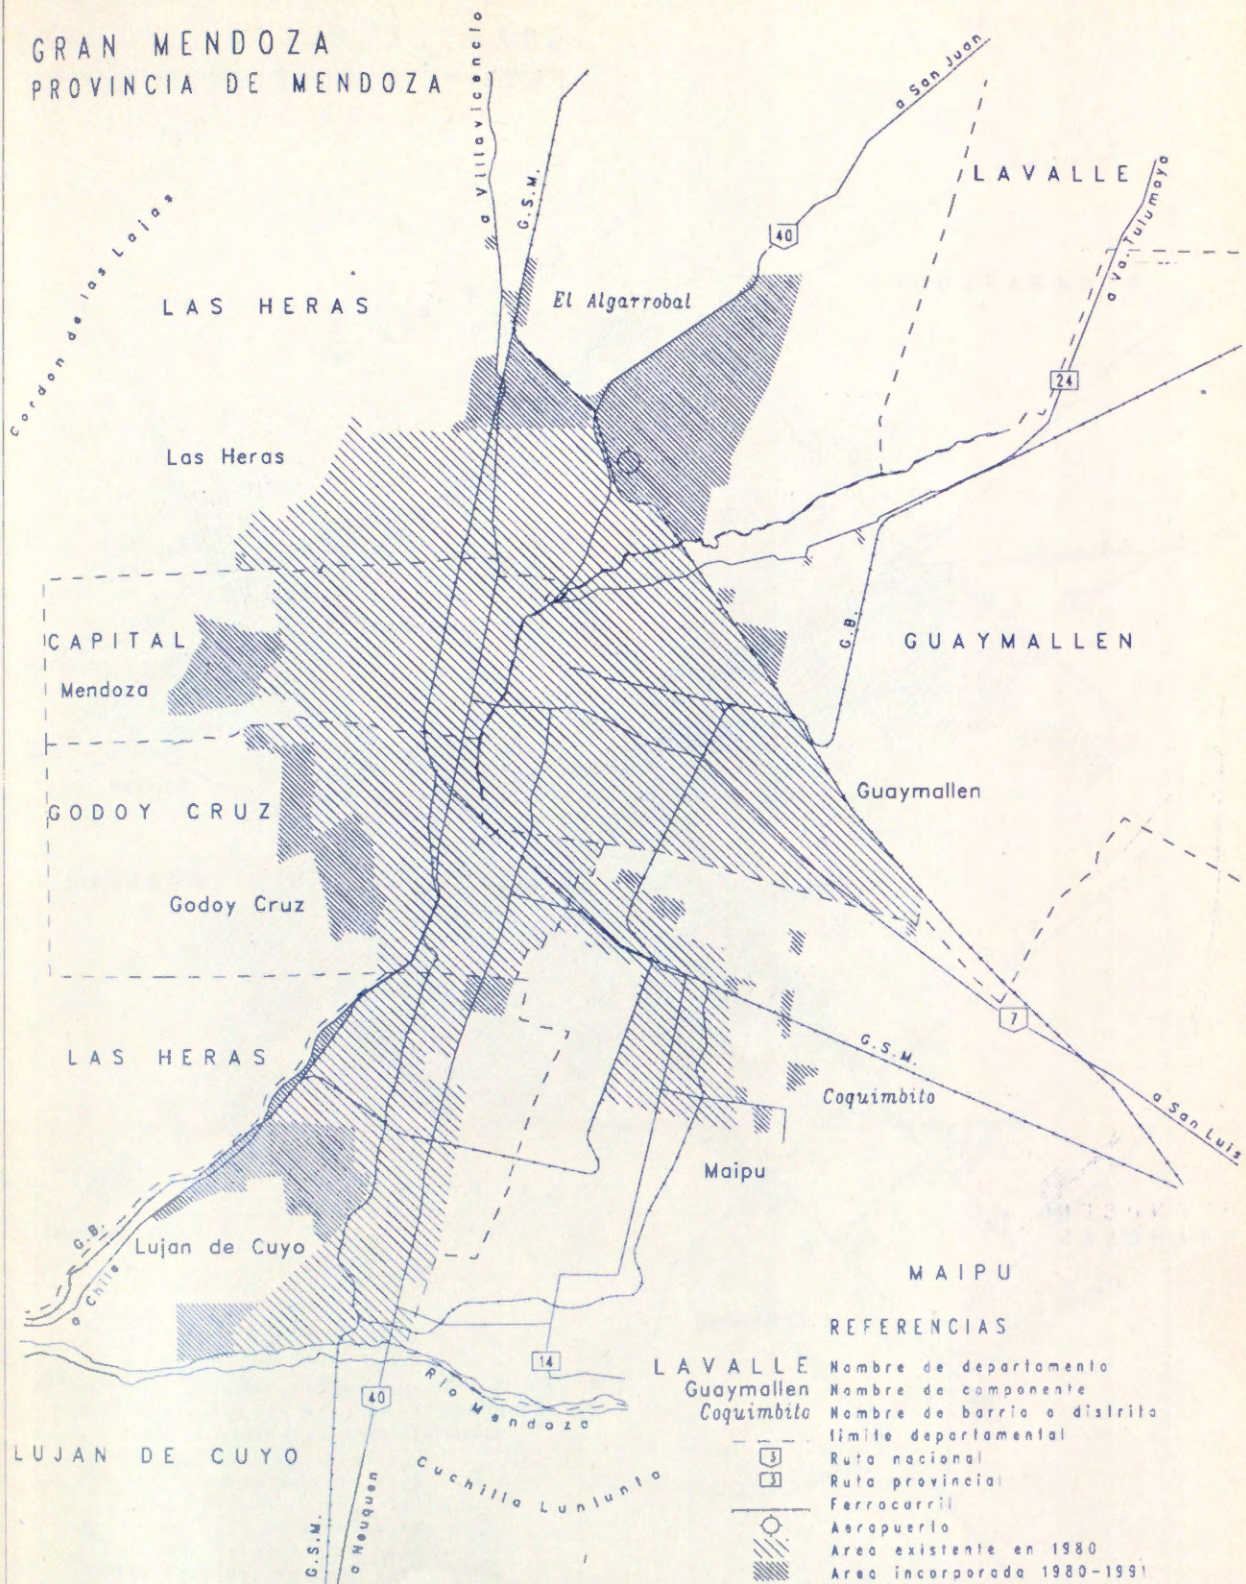 GRAN MENDOZA
PROVINCIA DE MENDOZA
a Villavicencio
G.S.M.
a San Juan
LAVALLE
40
a Va. Tulumaya
Cordon de las Lajas
LAS HERAS
El Algarrobal
24
Las Heras
CAPITAL
Mendoza
G.B.
GUAYMALLEN
GODOY CRUZ
Guaymallen
Godoy Cruz
7
LAS HERAS
G.S.M.
Coquimbito
a San Luis
Maipu
G.B.
a Chile
Lujan de Cuyo
MAIPU
14
40
Rio Mendoza
LUJAN DE CUYO
Cuchilla Lunlunto
G.S.M.
a Neuquen
REFERENCIAS
LAVALLE Nombre de departamento
Guaymallen Nombre de componente
Coquimbito Nombre de barrio o distrito
limite departamental
Ruta nacional
Ruta provincial
Ferrocarril
Aeropuerto
Area existente en 1980
Area incorporada 1980-1991